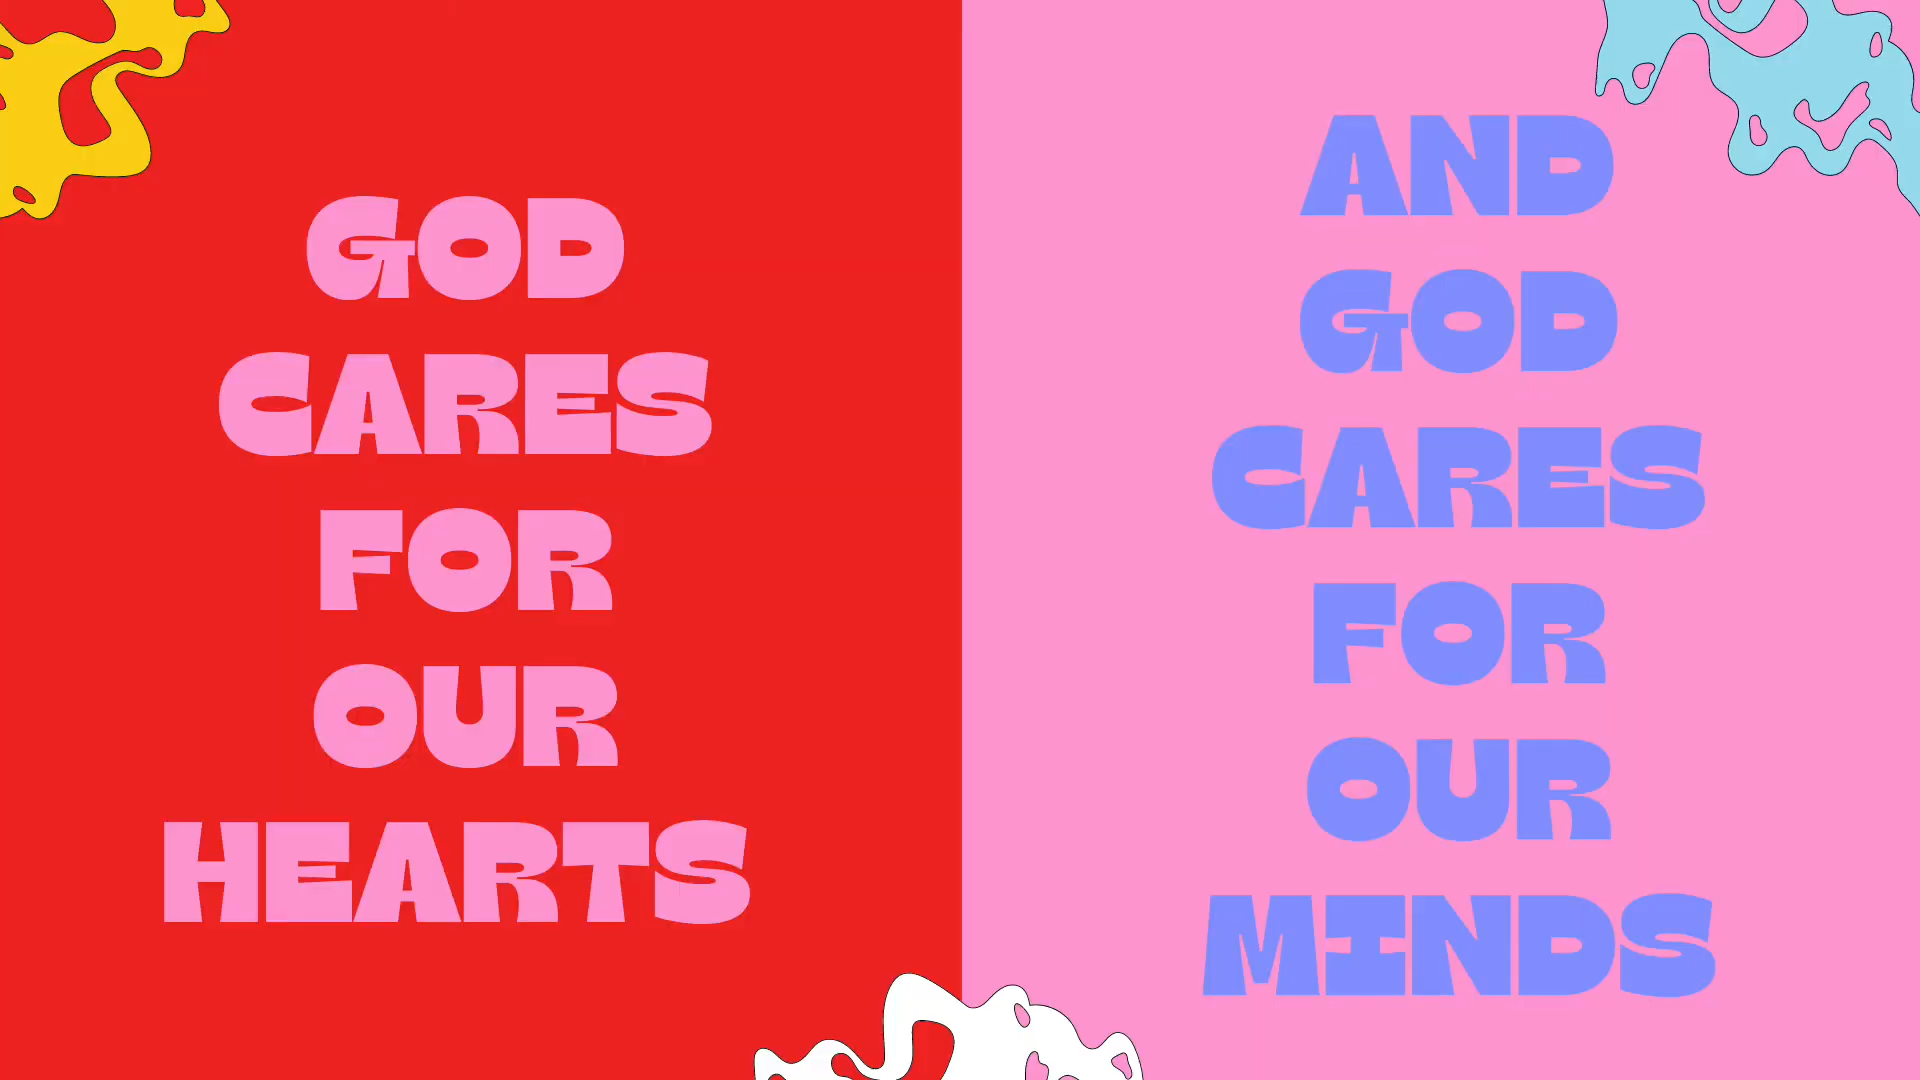 GOD
CARES
FOR
OUR
HEARTS
AND
GOD
CARES
FOR
OUR
MINDS